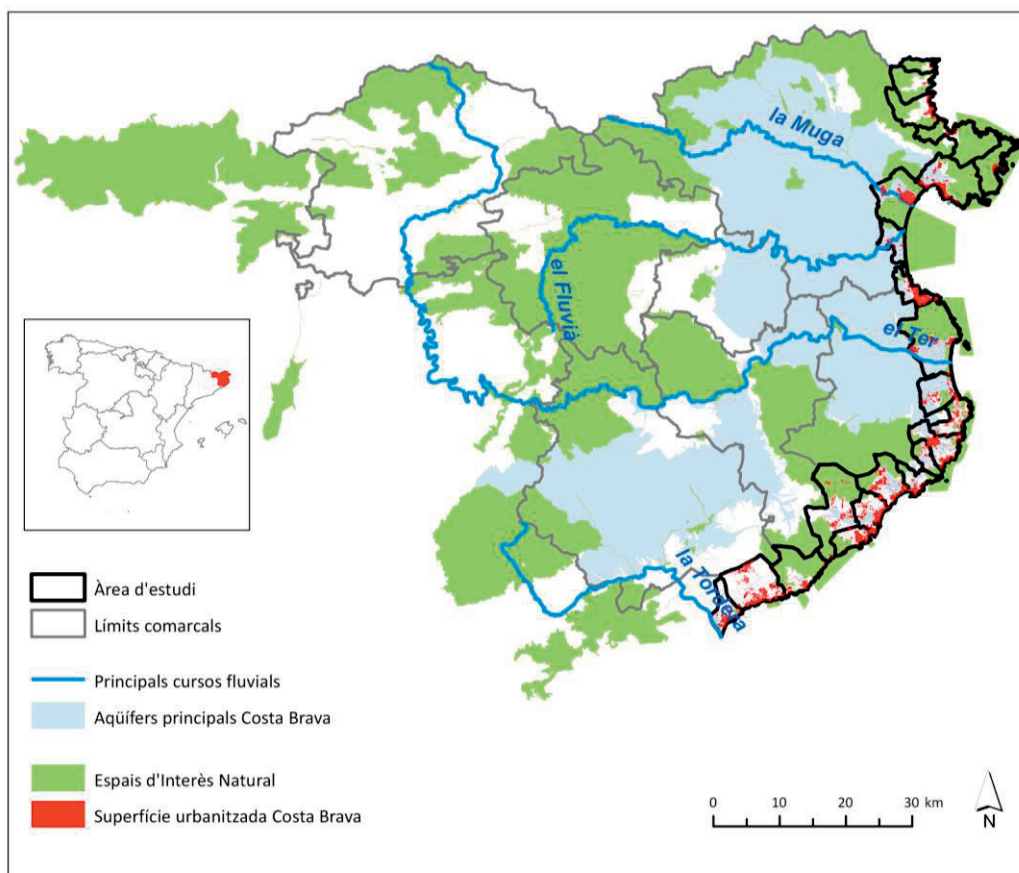 la Muga
el Fluvià
el Ter
la Tordera
Àrea d'estudi
Límits comarcals
Principals cursos fluvials
Aqüífers principals Costa Brava
Espais d'Interès Natural
Superfície urbanitzada Costa Brava
0 10 20 30 km
N